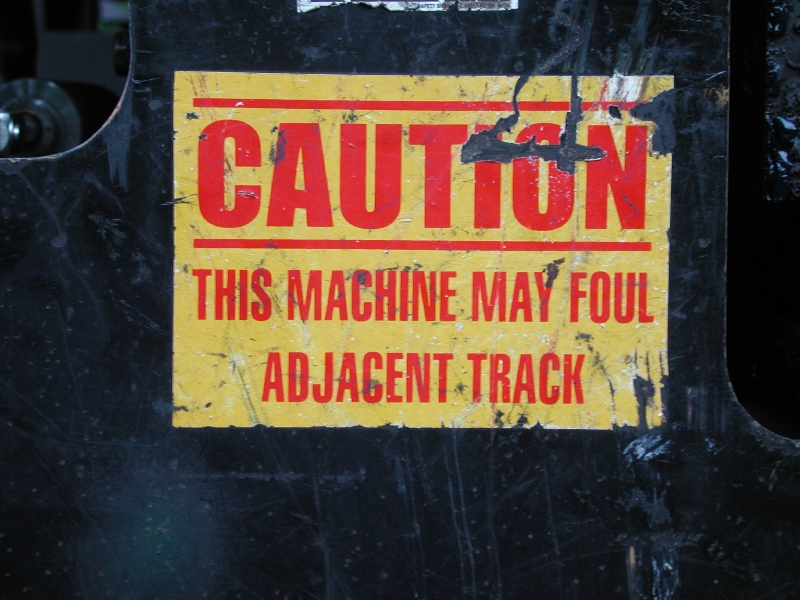 CAUTION
THIS MACHINE MAY FOUL
ADJACENT TRACK